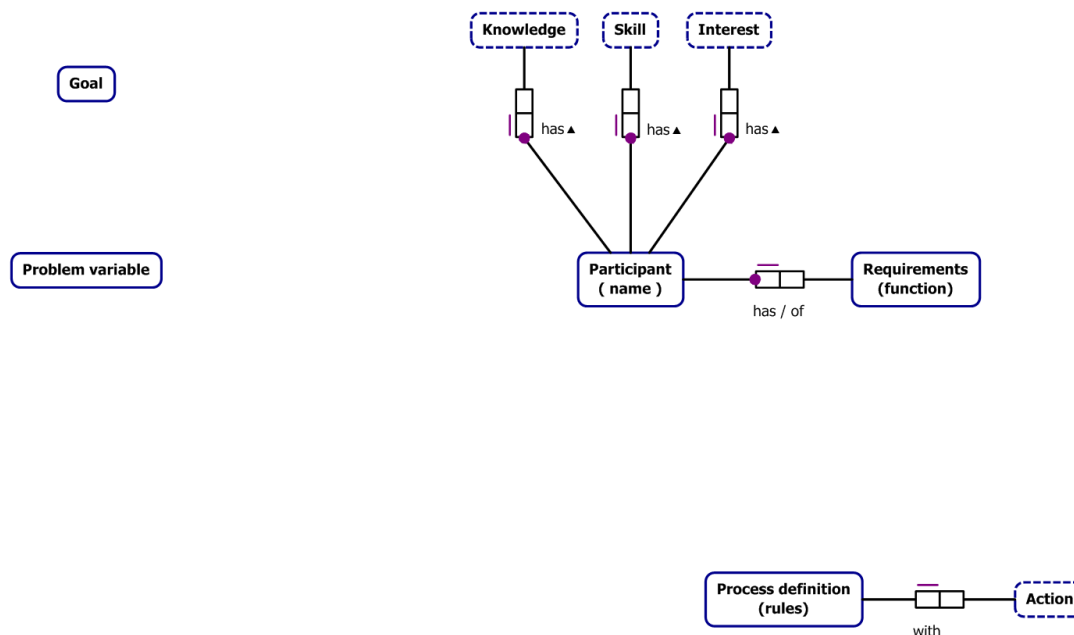 Knowledge
Skill
Interest
Goal
has ▲
has ▲
has ▲
Problem variable
Participant
( name )
Requirements
(function)
has / of
Process definition
(rules)
Action
with